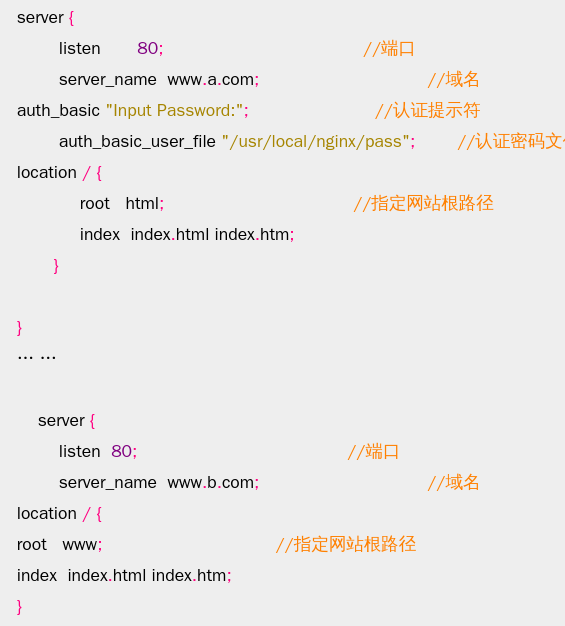 server {
listen 80; //端口
server_name www.a.com; //域名
auth_basic "Input Password:"; //认证提示符
auth_basic_user_file "/usr/local/nginx/pass"; //认证密码文
location / {
root html; //指定网站根路径
index index.html index.htm;
}
}
... ...
server {
listen 80; //端口
server_name www.b.com; //域名
location / {
root www; //指定网站根路径
index index.html index.htm;
}